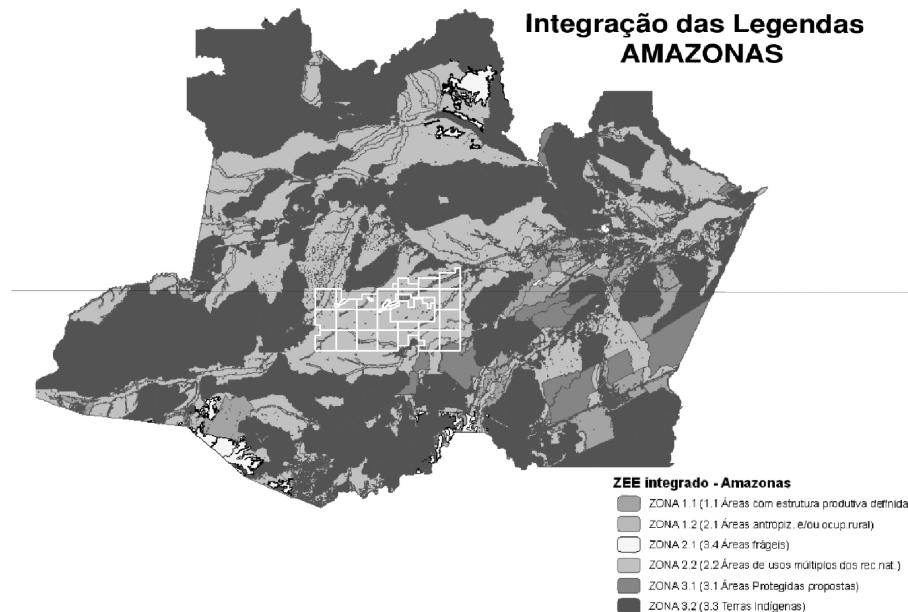 Integração das Legendas
AMAZONAS
ZEE integrado - Amazonas
ZONA 1.1 (1.1 Áreas com estrutura produtiva definida
ZONA 1.2 (2.1 Áreas antropiz. e/ou ocup.rural)
ZONA 2.1 (3.4 Áreas frágeis)
ZONA 2.2 (2.2 Áreas de usos múltiplos dos rec.nat.)
ZONA 3.1 (3.1 Áreas Protegidas propostas)
ZONA 3.2 (3.3 Terras Indígenas)